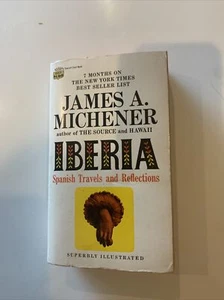 7 MONTHS ON
THE NEW YORK TIMES
BEST SELLER LIST
JAMES A.
MICHENER
author of THE SOURCE and HAWAII
IBERIA
Spanish Travels and Reflections
SUPERBLY ILLUSTRATED